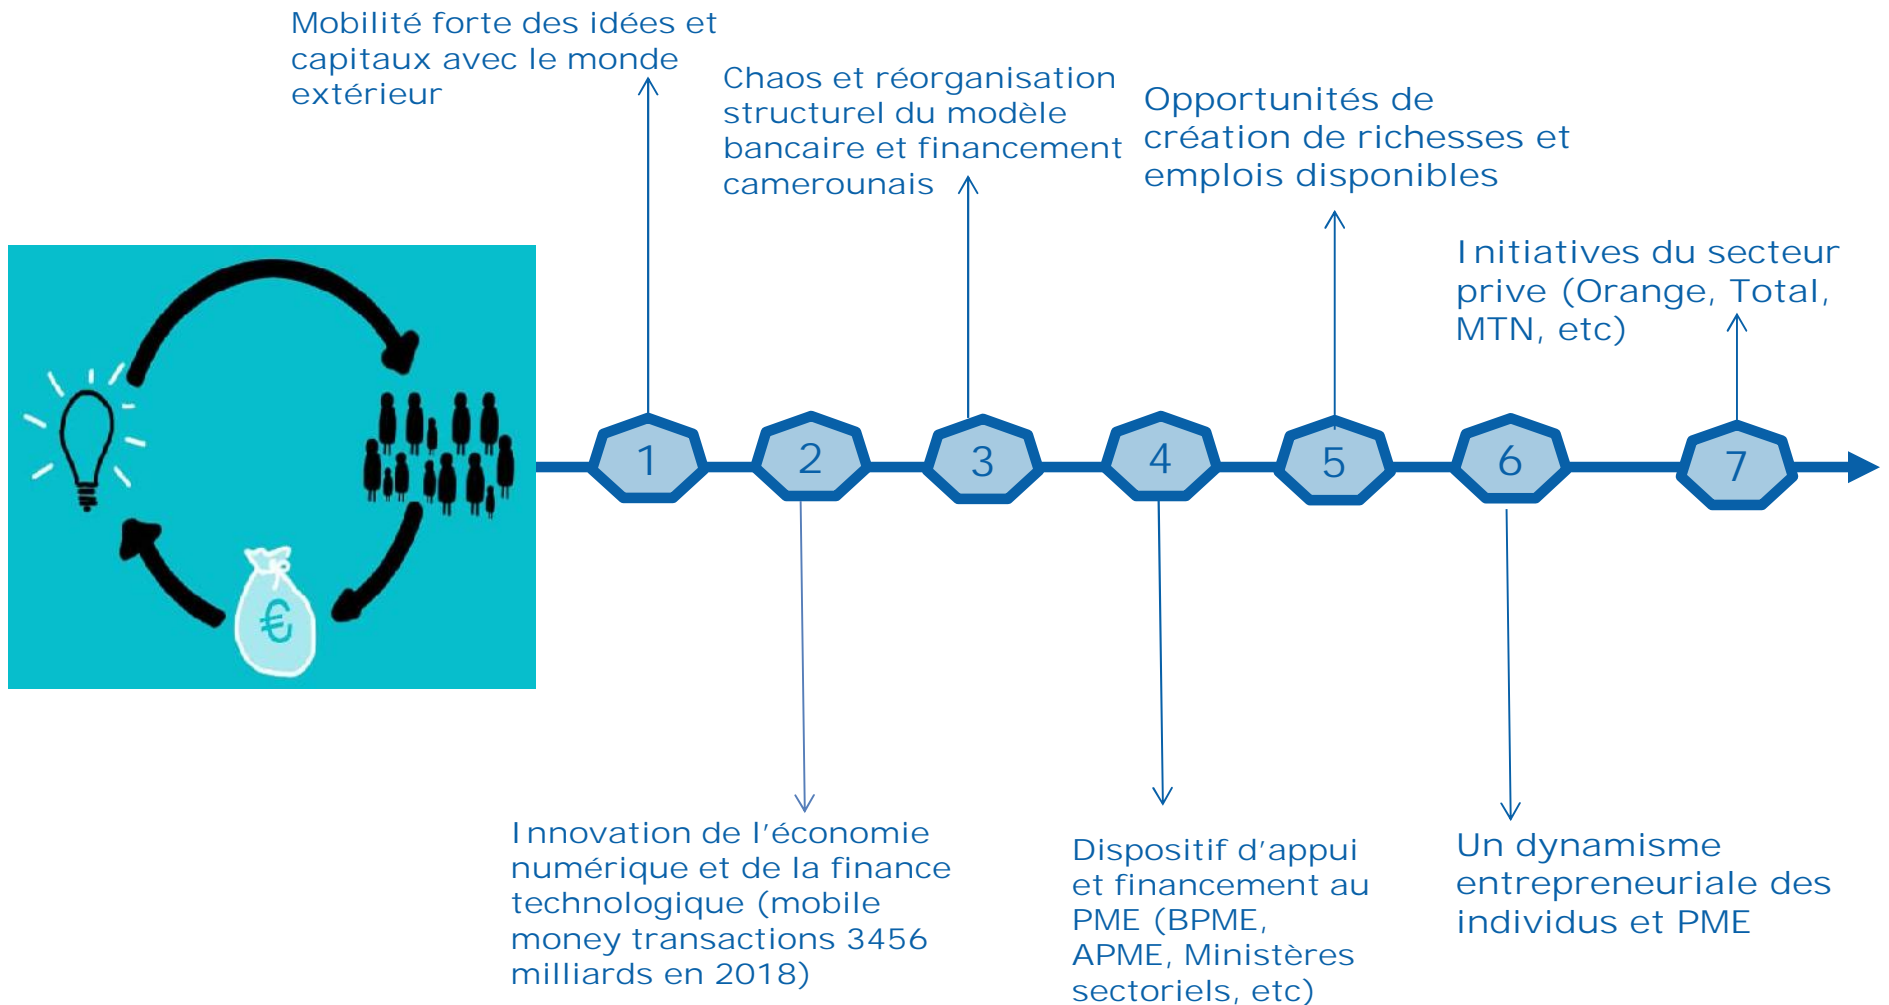 Mobilité forte des idées et
capitaux avec le monde
extérieur
Chaos et réorganisation
structurel du modèle
bancaire et financement
camerounais
Opportunités de
création de richesses et
emplois disponibles
Initiatives du secteur
prive (Orange, Total,
MTN, etc)
1
2
3
4
5
6
7
€
Innovation de l’économie
numérique et de la finance
technologique (mobile
money transactions 3456
milliards en 2018)
Dispositif d’appui
et financement au
PME (BPME,
APME, Ministères
sectoriels, etc)
Un dynamisme
entrepreneuriale des
individus et PME